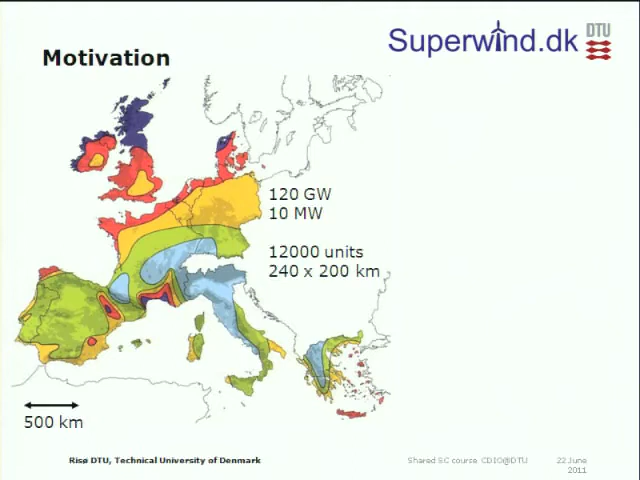 Superwind.dk
DTU
Motivation
120 GW
10 MW
12000 units
240 x 200 km
500 km
Risø DTU, Technical University of Denmark
Shared SC course CDIO@DTU
22 June
2011